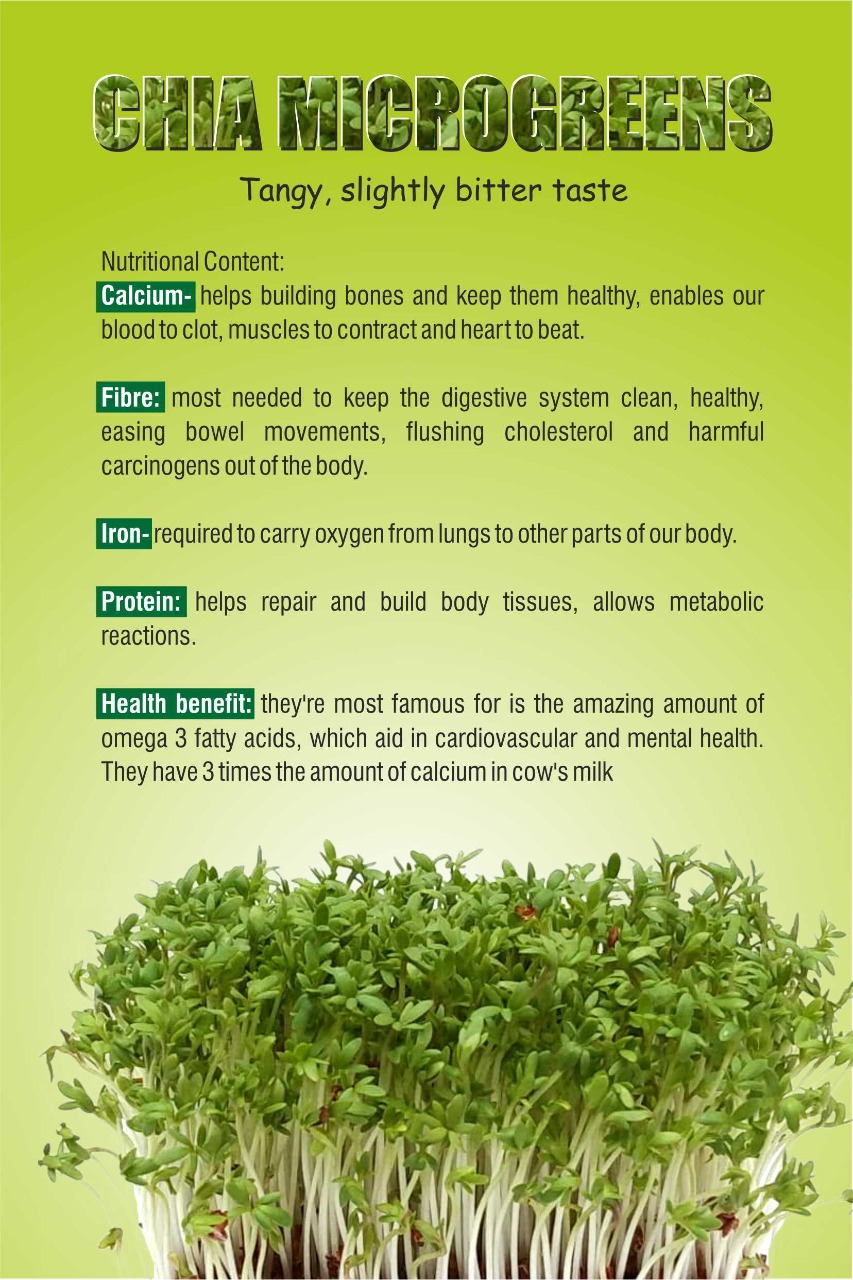 CHIA MICROGREENS
Tangy, slightly bitter taste
Nutritional Content:
Calcium- helps building bones and keep them healthy, enables our
blood to clot, muscles to contract and heart to beat.
Fibre: most needed to keep the digestive system clean, healthy,
easing bowel movements, flushing cholesterol and harmful
carcinogens out of the body.
Iron- required to carry oxygen from lungs to other parts of our body.
Protein: helps repair and build body tissues, allows metabolic
reactions.
Health benefit: they're most famous for is the amazing amount of
omega 3 fatty acids, which aid in cardiovascular and mental health.
They have 3 times the amount of calcium in cow's milk